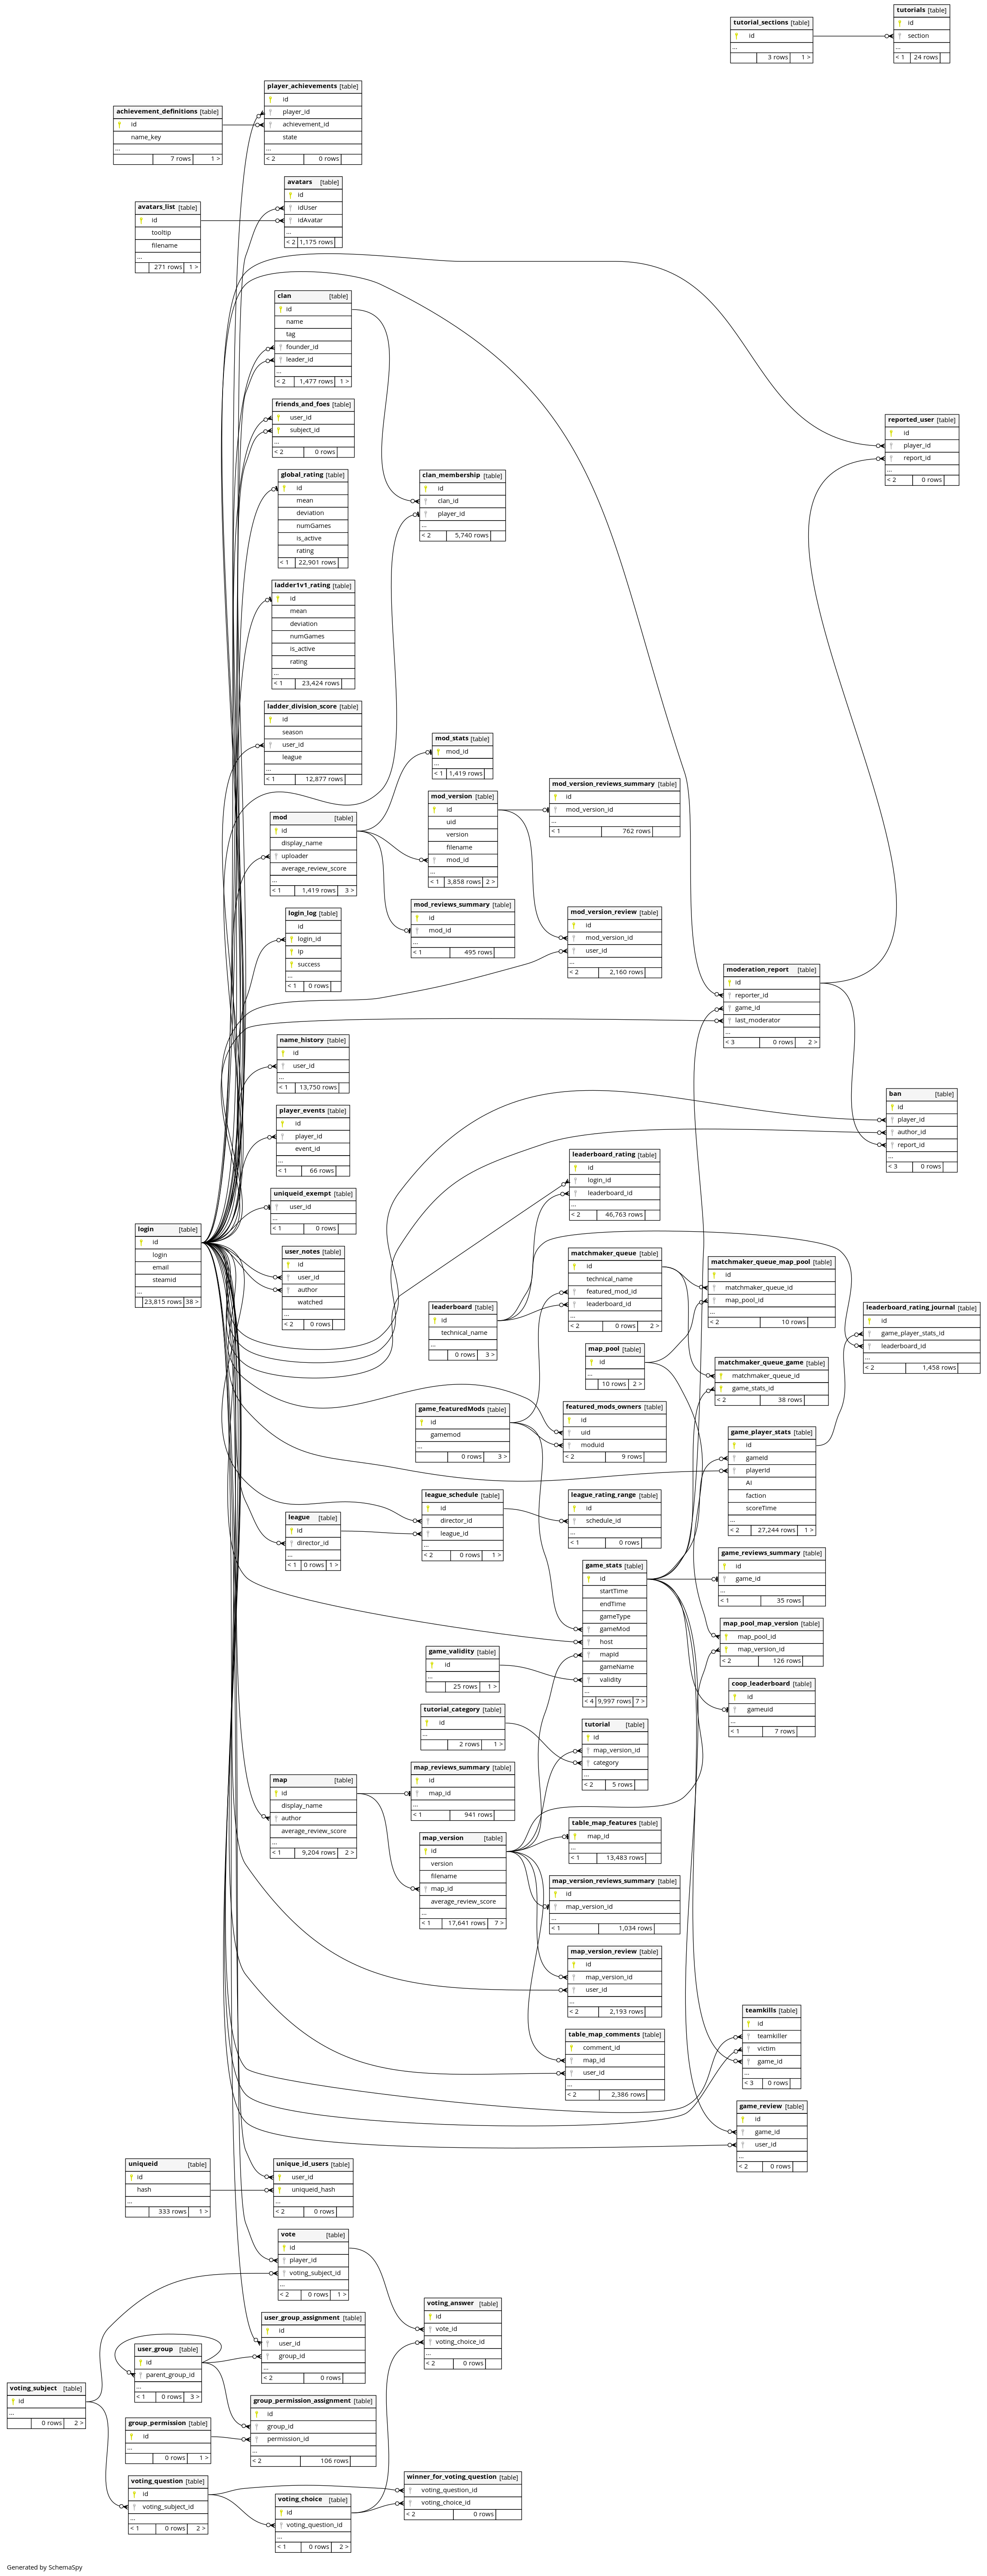 tutorials [table]
id
section
...
< 1 24 rows
tutorial_sections [table]
id
...
3 rows 1 >
player_achievements [table]
id
player_id
achievement_id
state
...
< 2 0 rows
achievement_definitions [table]
id
name_key
...
7 rows 1 >
avatars [table]
id
idUser
idAvatar
...
< 2 1,175 rows
avatars_list [table]
id
tooltip
filename
...
271 rows 1 >
clan [table]
id
name
tag
founder_id
leader_id
...
< 2 1,477 rows 1 >
friends_and_foes [table]
user_id
subject_id
...
< 2 0 rows
reported_user [table]
id
player_id
report_id
...
< 2 0 rows
global_rating [table]
id
mean
deviation
numGames
is_active
rating
< 1 22,901 rows
clan_membership [table]
id
clan_id
player_id
...
< 2 5,740 rows
ladder1v1_rating [table]
id
mean
deviation
numGames
is_active
rating
...
< 1 23,424 rows
ladder_division_score [table]
id
season
user_id
league
...
< 1 12,877 rows
mod_stats [table]
mod_id
...
< 1 1,419 rows
mod_version [table]
id
uid
version
filename
mod_id
...
< 1 3,858 rows 2 >
mod_version_reviews_summary [table]
id
mod_version_id
...
< 1 762 rows
mod [table]
id
display_name
uploader
average_review_score
...
< 1 1,419 rows 3 >
mod_reviews_summary [table]
id
mod_id
...
< 1 495 rows
login_log [table]
id
login_id
ip
success
...
< 1 0 rows
mod_version_review [table]
id
mod_version_id
user_id
...
< 2 2,160 rows
moderation_report [table]
id
reporter_id
game_id
last_moderator
...
< 3 0 rows 2 >
name_history [table]
id
user_id
...
< 1 13,750 rows
player_events [table]
id
player_id
event_id
...
< 1 66 rows
ban [table]
id
player_id
author_id
report_id
...
< 3 0 rows
leaderboard_rating [table]
id
login_id
leaderboard_id
...
< 2 46,763 rows
uniqueid_exempt [table]
user_id
...
< 1 0 rows
login [table]
id
login
email
steamid
...
23,815 rows 38 >
user_notes [table]
id
user_id
author
watched
...
< 2 0 rows
matchmaker_queue [table]
id
technical_name
featured_mod_id
leaderboard_id
...
< 2 0 rows 2 >
matchmaker_queue_map_pool [table]
id
matchmaker_queue_id
map_pool_id
...
< 2 10 rows
leaderboard [table]
id
technical_name
...
0 rows 3 >
leaderboard_rating_journal [table]
id
game_player_stats_id
leaderboard_id
...
< 2 1,458 rows
map_pool [table]
id
...
10 rows 2 >
matchmaker_queue_game [table]
matchmaker_queue_id
game_stats_id
< 2 38 rows
game_featuredMods [table]
id
gamemod
...
0 rows 3 >
featured_mods_owners [table]
id
uid
moduid
< 2 9 rows
game_player_stats [table]
id
gameId
playerId
AI
faction
scoreTime
...
< 2 27,244 rows 1 >
league_schedule [table]
id
director_id
league_id
...
< 2 0 rows 1 >
league_rating_range [table]
id
schedule_id
...
< 1 0 rows
league [table]
id
director_id
...
< 1 0 rows 1 >
game_reviews_summary [table]
id
game_id
...
< 1 35 rows
game_stats [table]
id
startTime
endTime
gameType
gameMod
host
mapId
gameName
validity
...
< 4 9,997 rows 7 >
map_pool_map_version [table]
map_pool_id
map_version_id
< 2 126 rows
game_validity [table]
id
...
25 rows 1 >
coop_leaderboard [table]
id
gameuid
...
< 1 7 rows
tutorial_category [table]
id
...
2 rows 1 >
tutorial [table]
id
map_version_id
category
...
< 2 5 rows
map_reviews_summary [table]
id
map_id
...
< 1 941 rows
map [table]
id
display_name
author
average_review_score
...
< 1 9,204 rows 2 >
table_map_features [table]
map_id
...
< 1 13,483 rows
map_version [table]
id
version
filename
map_id
average_review_score
...
< 1 17,641 rows 7 >
map_version_reviews_summary [table]
id
map_version_id
...
< 1 1,034 rows
map_version_review [table]
id
map_version_id
user_id
...
< 2 2,193 rows
teamkills [table]
id
teamkiller
victim
game_id
...
< 3 0 rows
table_map_comments [table]
comment_id
map_id
user_id
...
< 2 2,386 rows
game_review [table]
id
game_id
user_id
...
< 2 0 rows
uniqueid [table]
id
hash
...
333 rows 1 >
unique_id_users [table]
user_id
uniqueid_hash
...
< 2 0 rows
vote [table]
id
player_id
voting_subject_id
...
< 2 0 rows 1 >
voting_answer [table]
id
vote_id
voting_choice_id
...
< 2 0 rows
user_group_assignment [table]
id
user_id
group_id
...
< 2 0 rows
user_group [table]
id
parent_group_id
...
< 1 0 rows 3 >
voting_subject [table]
id
...
0 rows 2 >
group_permission_assignment [table]
id
group_id
permission_id
...
< 2 106 rows
group_permission [table]
id
...
0 rows 1 >
winner_for_voting_question [table]
voting_question_id
voting_choice_id
< 2 0 rows
voting_question [table]
id
voting_subject_id
...
< 1 0 rows 2 >
voting_choice [table]
id
voting_question_id
...
< 1 0 rows 2 >
Generated by SchemaSpy